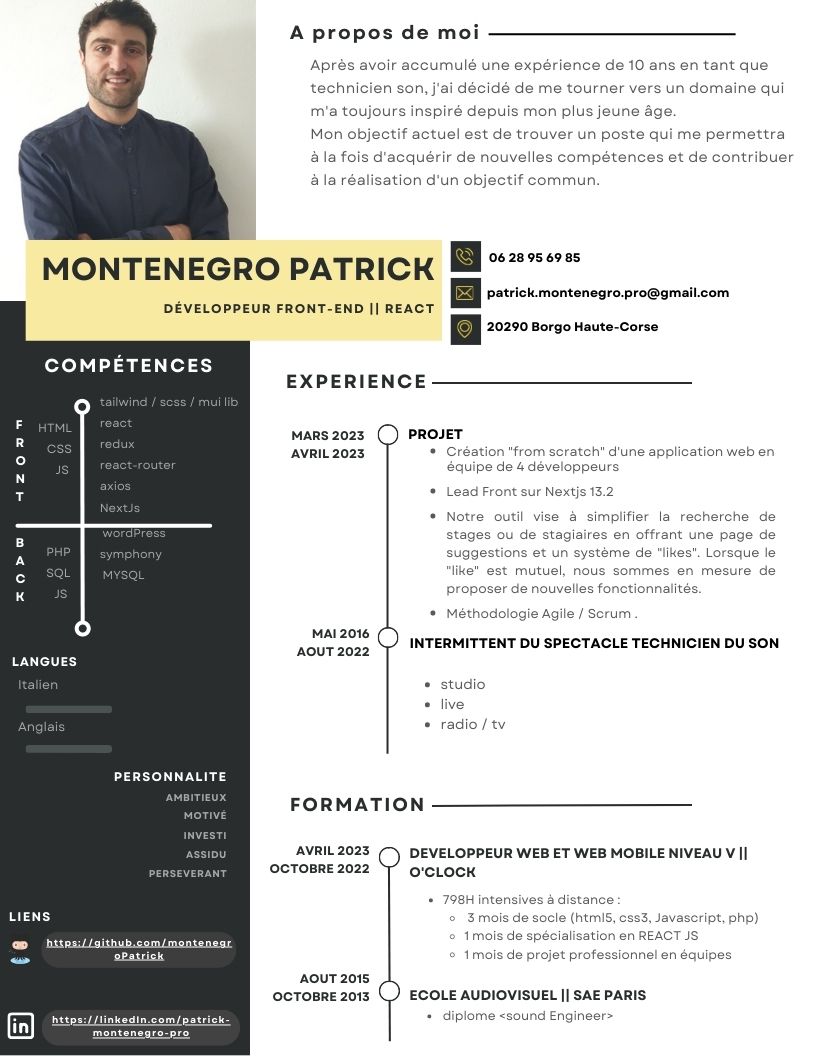 A propos de moi
Après avoir accumulé une expérience de 10 ans en tant que
technicien son, j'ai décidé de me tourner vers un domaine qui
m'a toujours inspiré depuis mon plus jeune âge.
Mon objectif actuel est de trouver un poste qui me permettra
à la fois d'acquérir de nouvelles compétences et de contribuer
à la réalisation d'un objectif commun.
MONTENEGRO PATRICK
DÉVELOPPEUR FRONT-END || REACT
06 28 95 69 85
patrick.montenegro.pro@gmail.com
20290 Borgo Haute-Corse
COMPÉTENCES
FRONT
HTML
CSS
JS
tailwind / scss / mui lib
react
redux
react-router
axios
NextJs
BACK
PHP
SQL
JS
wordPress
symphony
MYSQL
LANGUES
Italien
Anglais
PERSONNALITE
AMBITIEUX
MOTIVÉ
INVESTI
ASSIDU
PERSEVERANT
LIENS
https://github.com/montenegr
oPatrick
in
https://linkedIn.com/patrick-
montenegro-pro
EXPERIENCE
MARS 2023
AVRIL 2023
PROJET
• Création "from scratch" d'une application web en
équipe de 4 développeurs
• Lead Front sur Nextjs 13.2
• Notre outil vise à simplifier la recherche de
stages ou de stagiaires en offrant une page de
suggestions et un système de "likes". Lorsque le
"like" est mutuel, nous sommes en mesure de
proposer de nouvelles fonctionnalités.
• Méthodologie Agile / Scrum .
MAI 2016
AOUT 2022
INTERMITTENT DU SPECTACLE TECHNICIEN DU SON
• studio
• live
• radio / tv
FORMATION
AVRIL 2023
OCTOBRE 2022
DEVELOPPEUR WEB ET WEB MOBILE NIVEAU V ||
O'CLOCK
• 798H intensives à distance :
◦ 3 mois de socle (html5, css3, Javascript, php)
◦ 1 mois de spécialisation en REACT JS
◦ 1 mois de projet professionnel en équipes
AOUT 2015
OCTOBRE 2013
ECOLE AUDIOVISUEL || SAE PARIS
• diplome <sound Engineer>